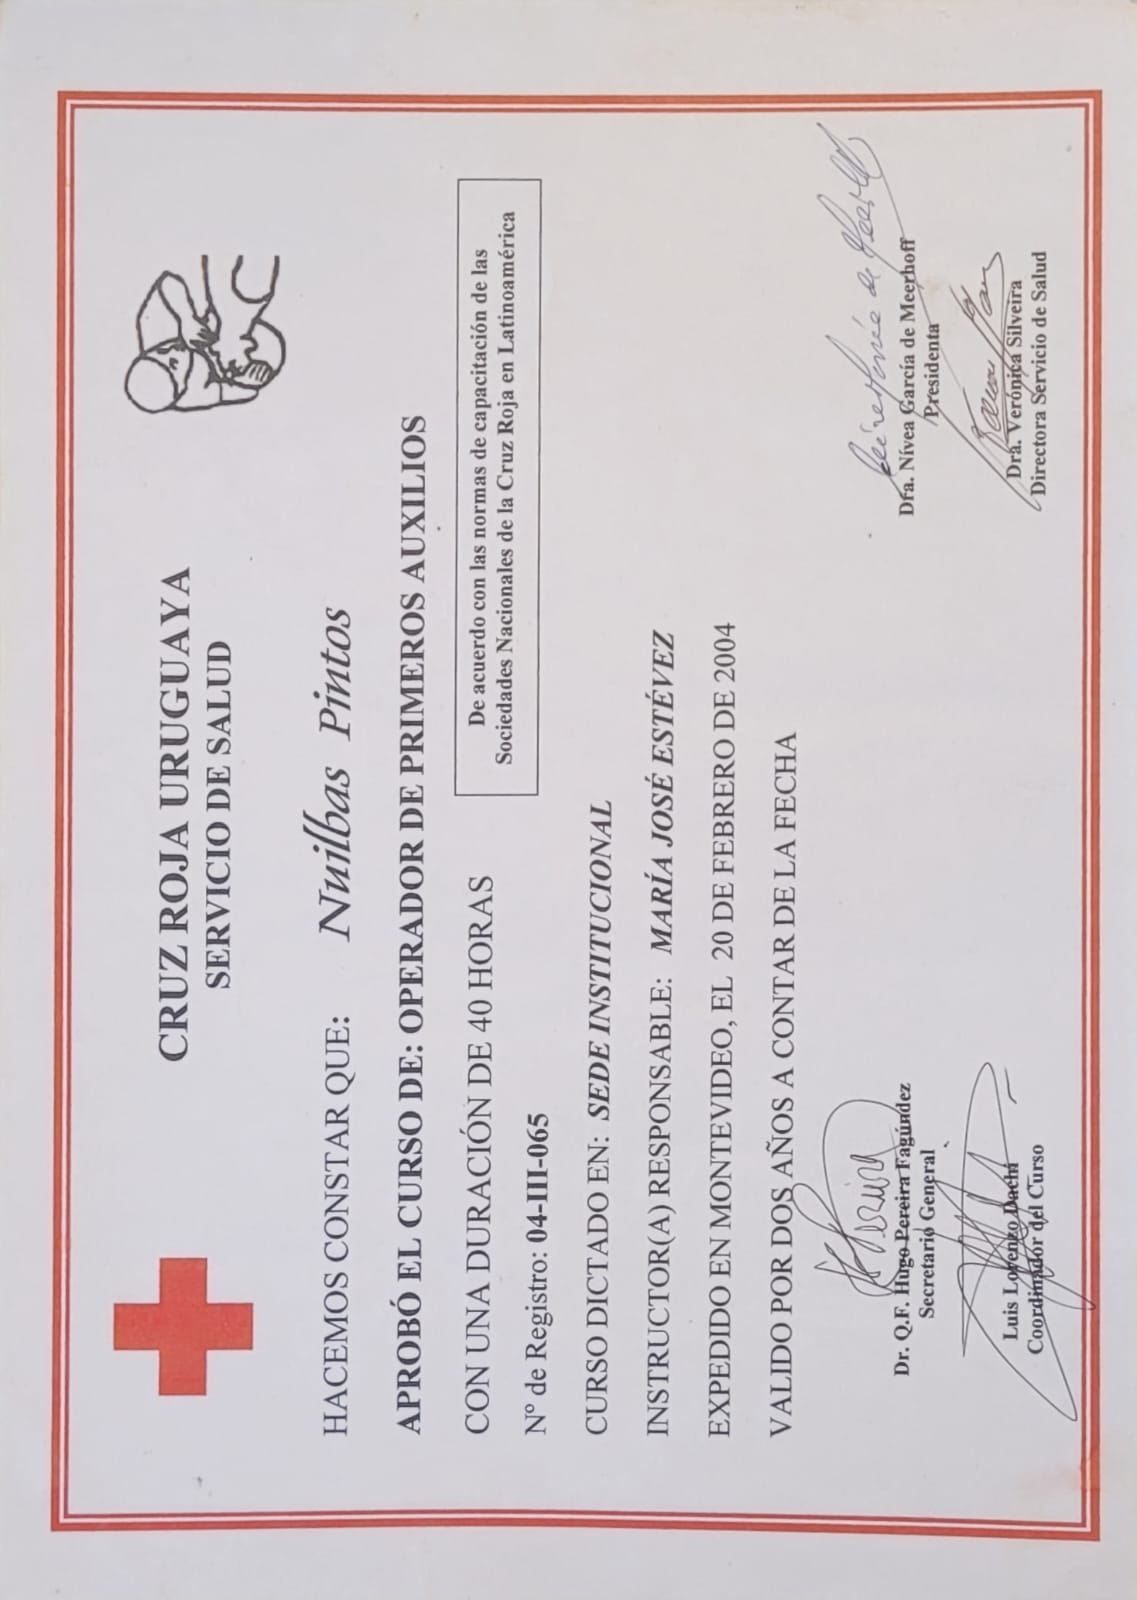 CRUZ ROJA URUGUAYA
SERVICIO DE SALUD
HACEMOS CONSTAR QUE: Nuilbas Pintos
APROBÓ EL CURSO DE: OPERADOR DE PRIMEROS AUXILIOS
CON UNA DURACIÓN DE 40 HORAS
De acuerdo con las normas de capacitación de las
Sociedades Nacionales de la Cruz Roja en Latinoamérica
Nº de Registro: 04-III-065
CURSO DICTADO EN: SEDE INSTITUCIONAL
INSTRUCTOR(A) RESPONSABLE: MARÍA JOSÉ ESTÉVEZ
EXPEDIDO EN MONTEVIDEO, EL 20 DE FEBRERO DE 2004
VALIDO POR DOS AÑOS A CONTAR DE LA FECHA
Dr. Q.F. Hugo Pereira Fagúndez
Secretario General
Dra. Nívea García de Meerhoff
Presidenta
Luis Lorenzo Dachi
Coordinador del Curso
Dra. Verónica Silveira
Directora Servicio de Salud